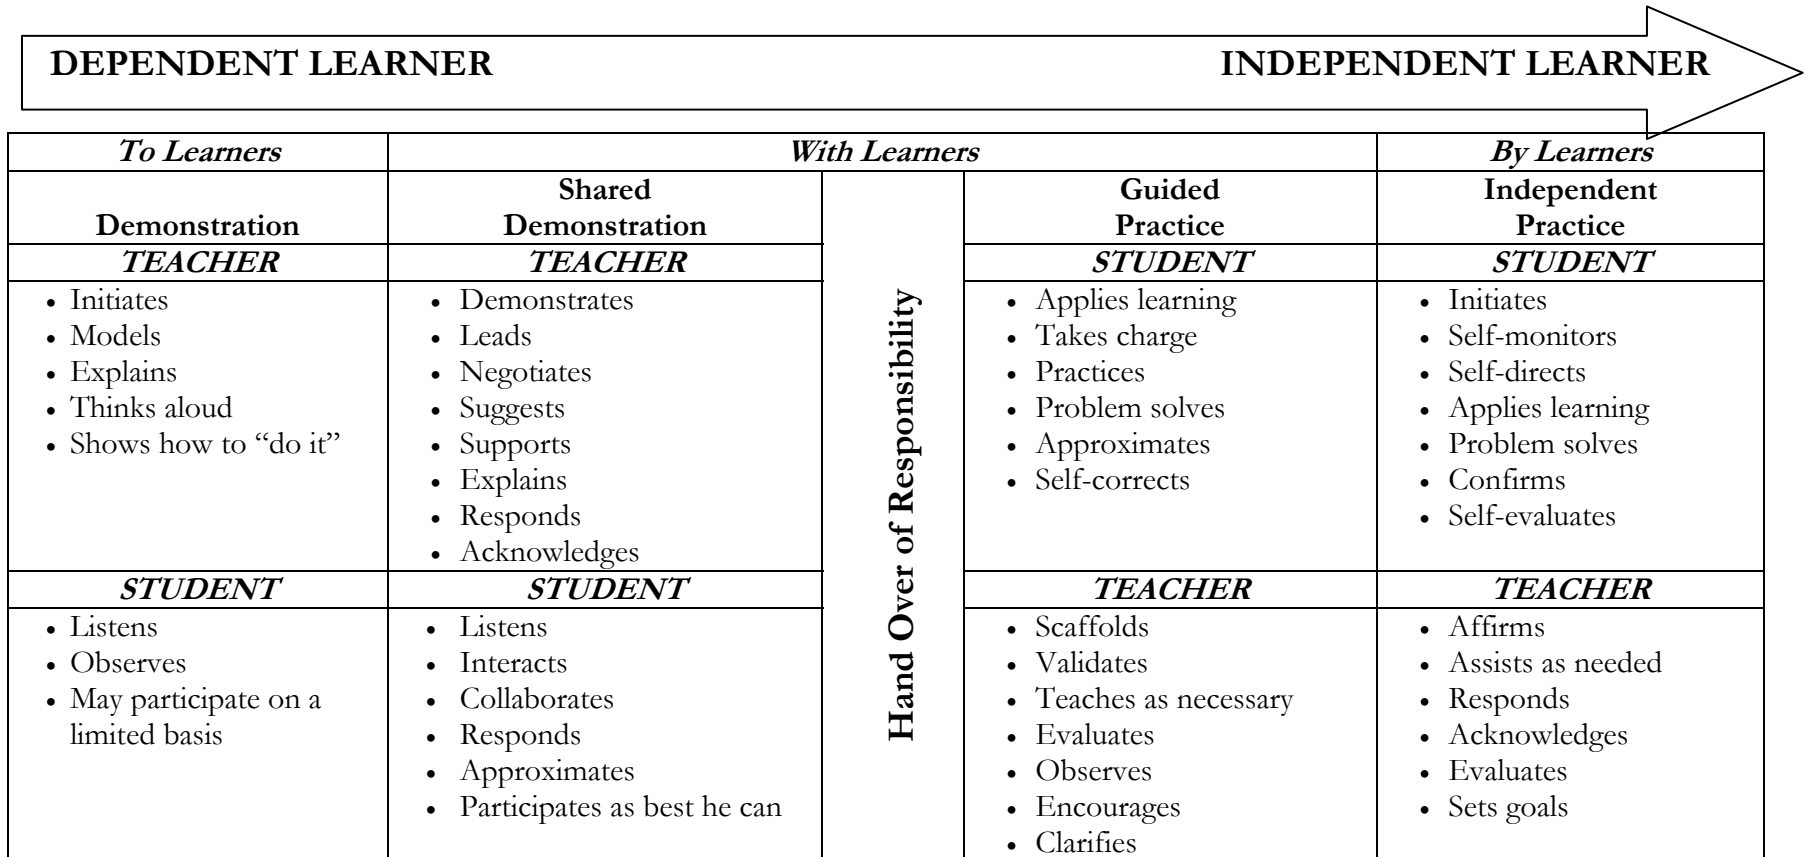 DEPENDENT LEARNER
INDEPENDENT LEARNER
To Learners
With Learners
By Learners
Demonstration
Shared
Demonstration
Guided
Practice
Independent
Practice
TEACHER
TEACHER
STUDENT
STUDENT
• Initiates
• Models
• Explains
• Thinks aloud
• Shows how to “do it”
• Demonstrates
• Leads
• Negotiates
• Suggests
• Supports
• Explains
• Responds
• Acknowledges
Hand Over of Responsibility
• Applies learning
• Takes charge
• Practices
• Problem solves
• Approximates
• Self-corrects
• Initiates
• Self-monitors
• Self-directs
• Applies learning
• Problem solves
• Confirms
• Self-evaluates
STUDENT
STUDENT
TEACHER
TEACHER
• Listens
• Observes
• May participate on a
limited basis
• Listens
• Interacts
• Collaborates
• Responds
• Approximates
• Participates as best he can
• Scaffolds
• Validates
• Teaches as necessary
• Evaluates
• Observes
• Encourages
• Clarifies
• Affirms
• Assists as needed
• Responds
• Acknowledges
• Evaluates
• Sets goals